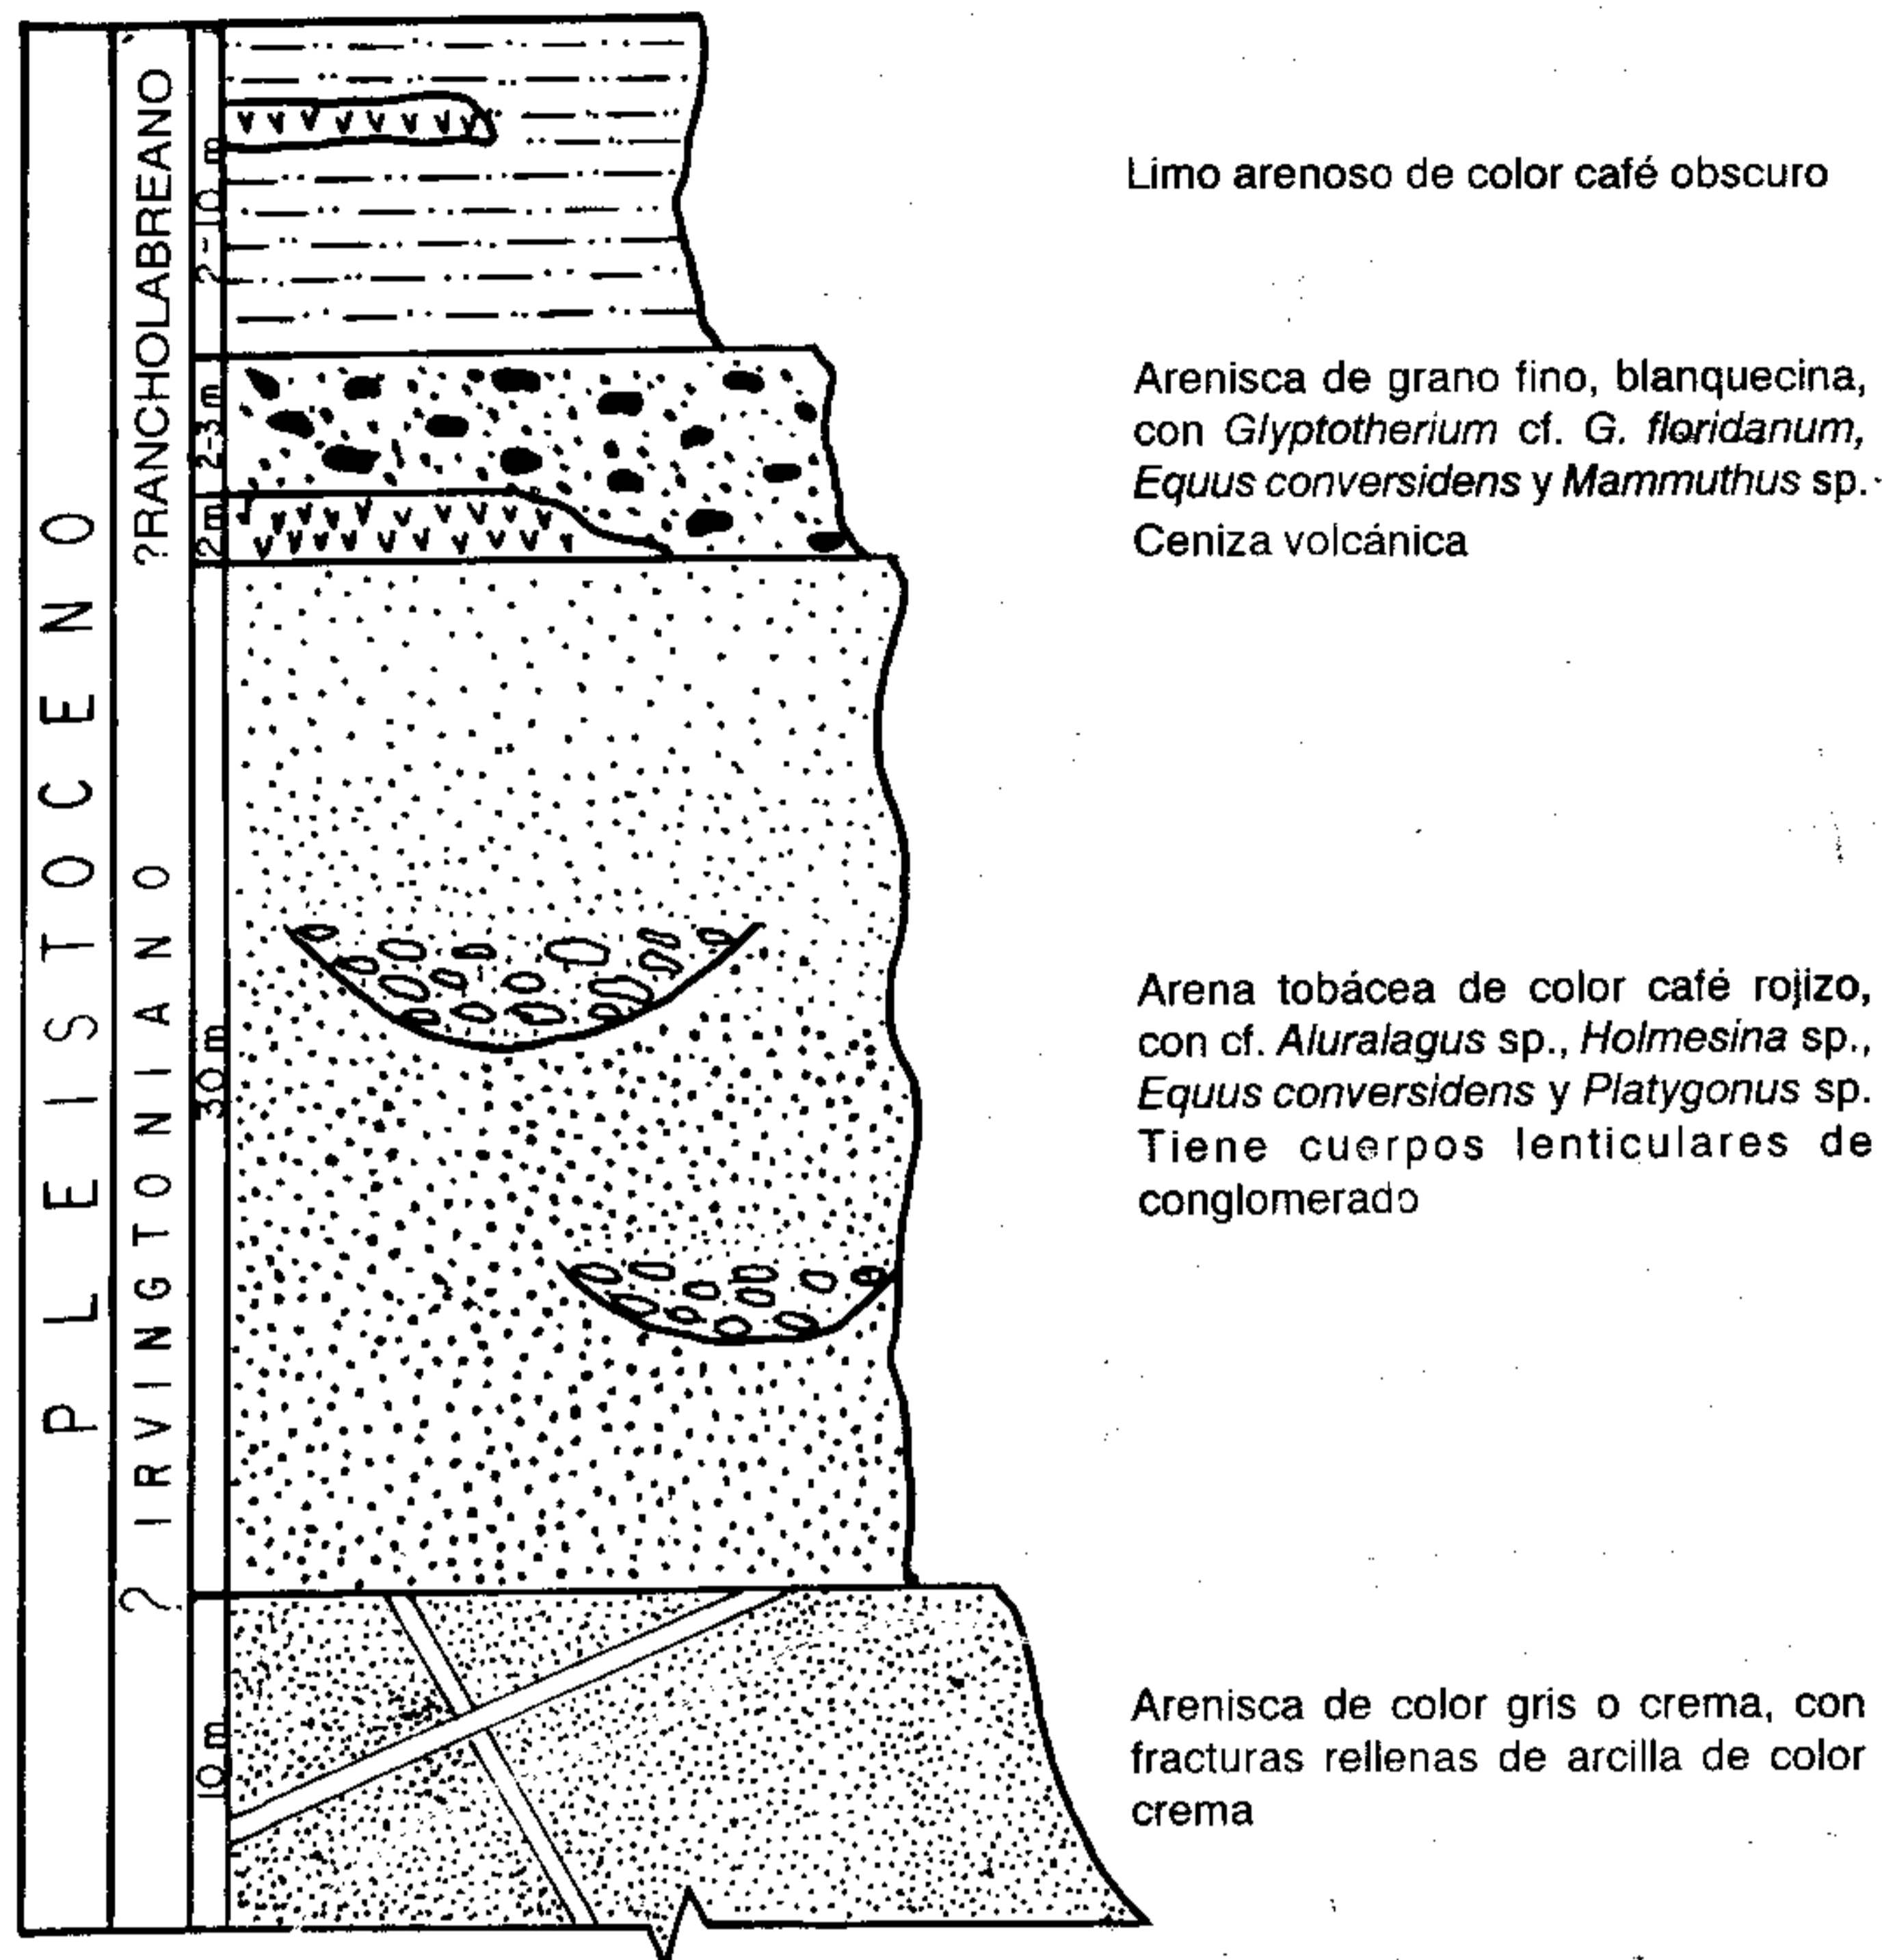 PLEISTOCENO
?RANCHOLABREANO
? IRVINGTONIANO
2-10 m
2-3 m
2 m
30 m
10 m
Limo arenoso de color café obscuro
Arenisca de grano fino, blanquecina,
con Glyptotherium cf. G. floridanum,
Equus conversidens y Mammuthus sp.
Ceniza volcánica
Arena tobácea de color café rojizo,
con cf. Aluralagus sp., Holmesina sp.,
Equus conversidens y Platygonus sp.
Tiene cuerpos lenticulares de
conglomerado
Arenisca de color gris o crema, con
fracturas rellenas de arcilla de color
crema